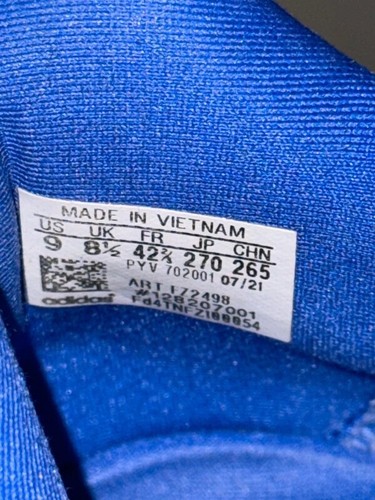 MADE IN VIETNAM
US UK FR JP CHN
9 8½ 42⅔ 270 265
PYV 702001 07/21
ART FZ2498
#128207001
adidas